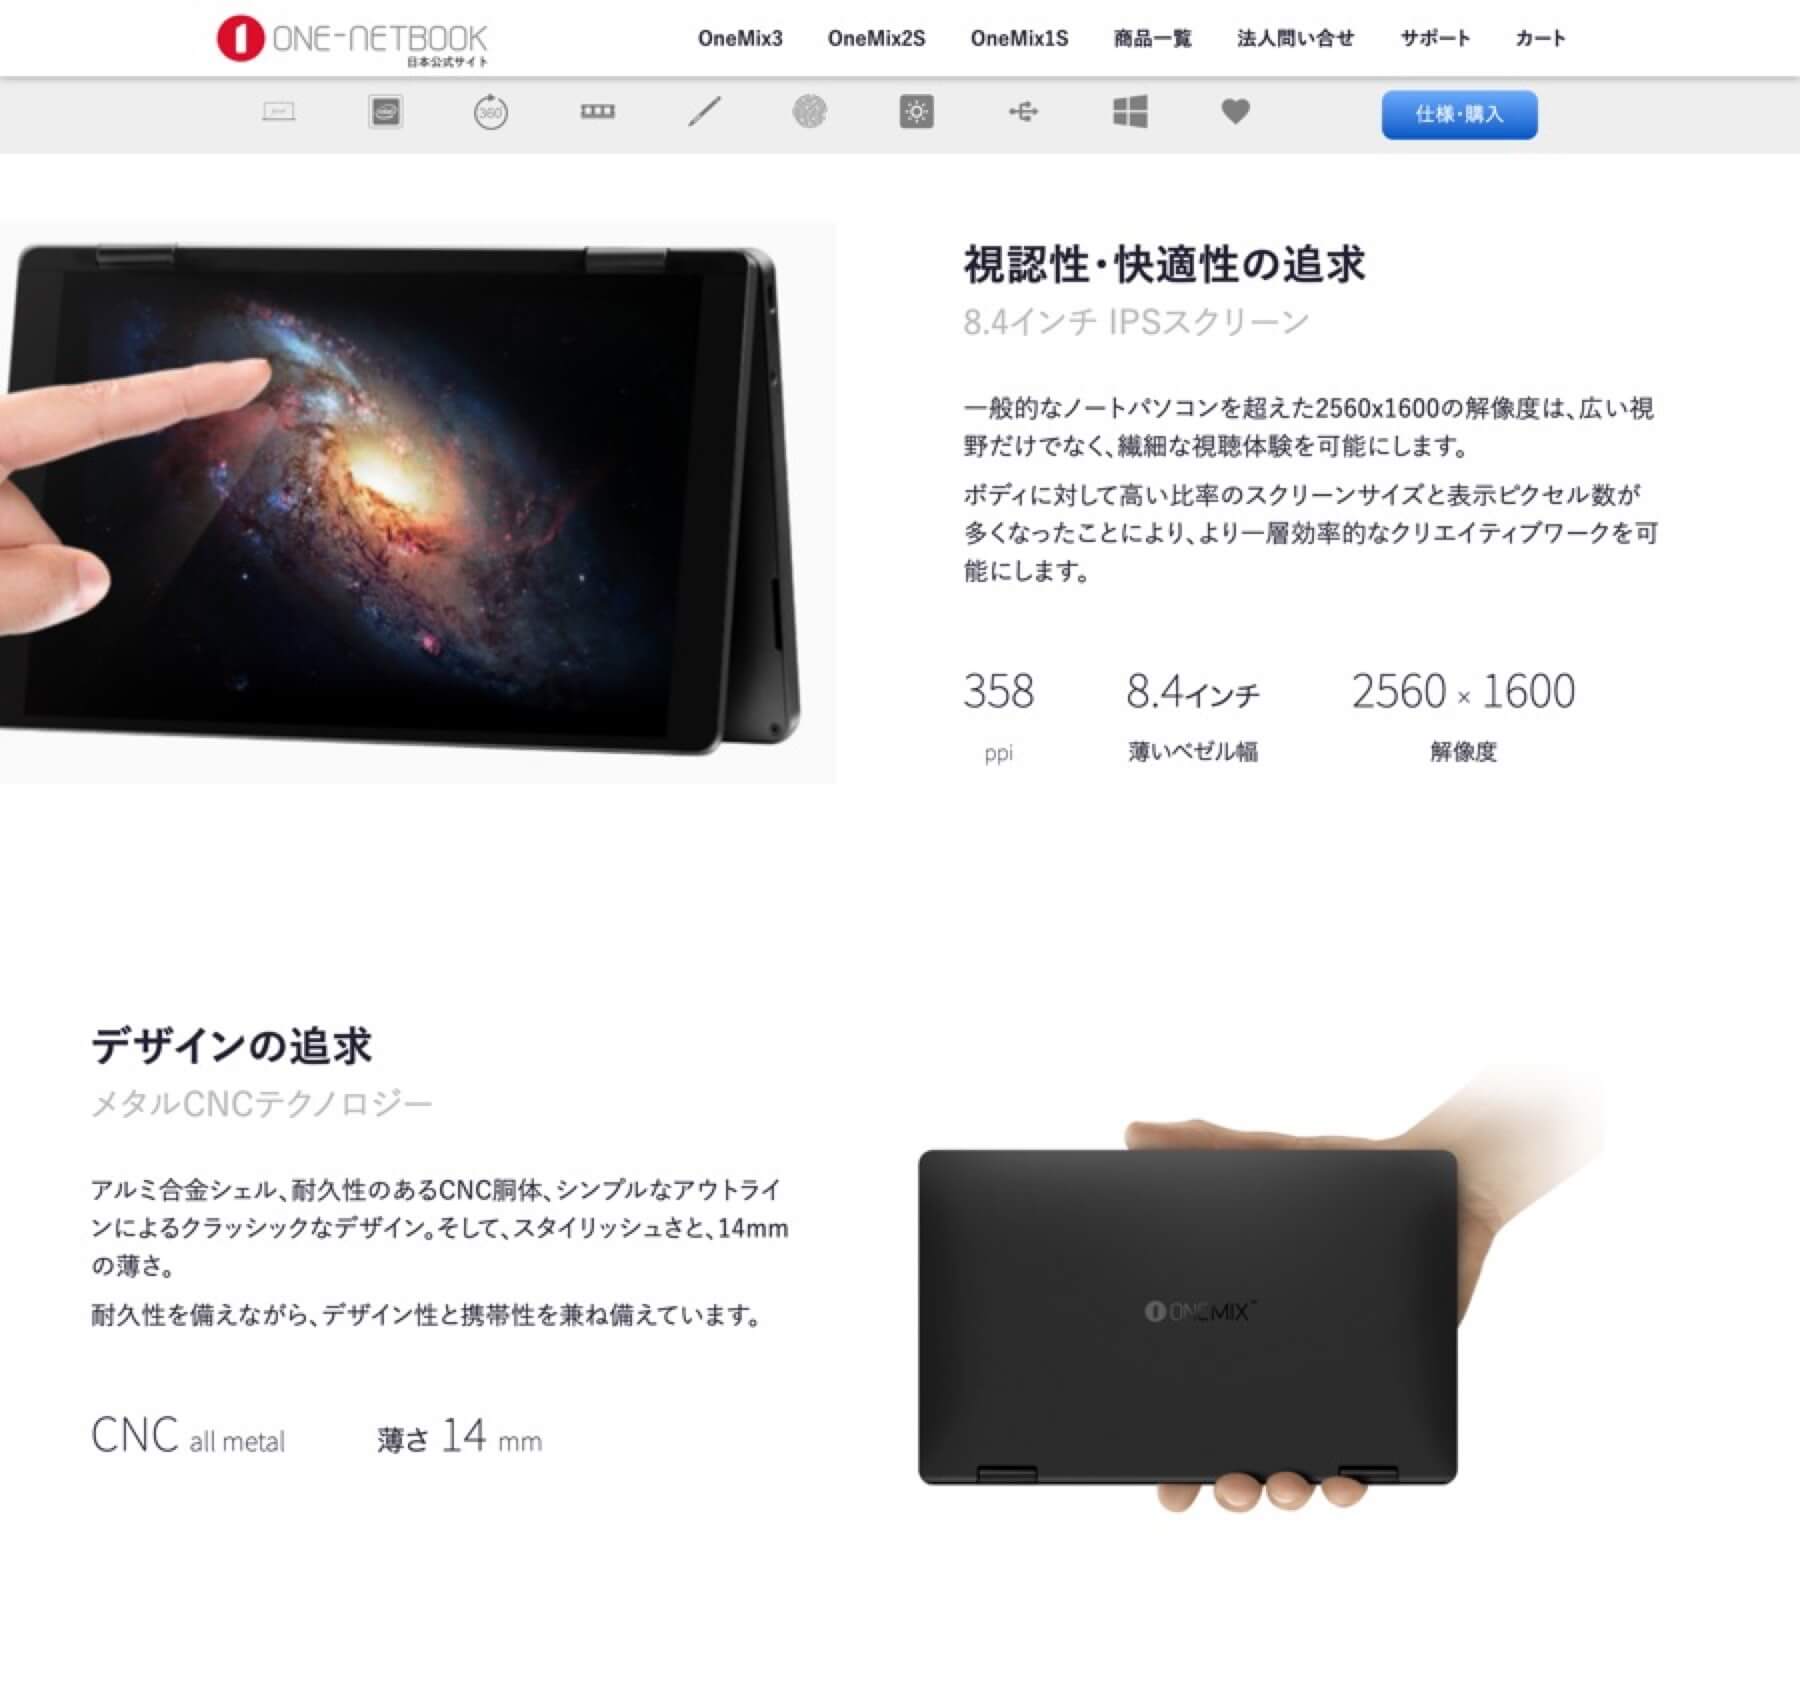 ONE-NETBOOK
日本公式サイト
OneMix3 OneMix2S OneMix1S 商品一覧 法人問い合せ サポート カート
360°
仕様・購入
視認性・快適性の追求
8.4インチ IPSスクリーン
一般的なノートパソコンを超えた2560x1600の解像度は、広い視
野だけでなく、繊細な視聴体験を可能にします。
ボディに対して高い比率のスクリーンサイズと表示ピクセル数が
多くなったことにより、より一層効率的なクリエイティブワークを可
能にします。
358 8.4インチ 2560 × 1600
ppi 薄いベゼル幅 解像度
デザインの追求
メタルCNCテクノロジー
アルミ合金シェル、耐久性のあるCNC胴体、シンプルなアウトライ
ンによるクラッシックなデザイン。そして、スタイリッシュさと、14mm
の薄さ。
耐久性を備えながら、デザイン性と携帯性を兼ね備えています。
CNC all metal 薄さ 14 mm
ONEMIX™